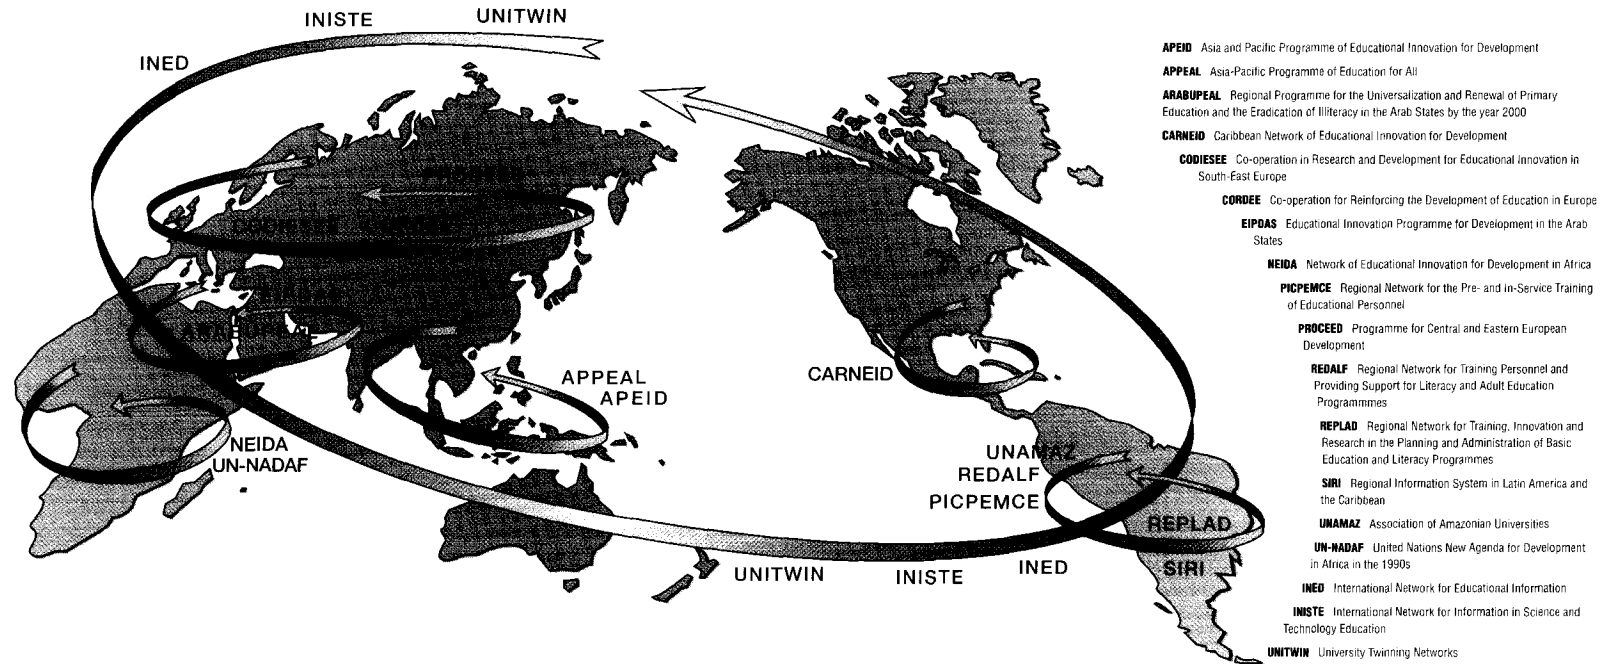 INISTE
UNITWIN
INED
PROCEED
CODIESEE
ARABUPEAL
APPEAL
APEID
CARNEID
NEIDA
UN-NADAF
UNAMAZ
REDALF
PICPEMCE
REPLAD
SIRI
UNITWIN
INISTE
INED
APEID Asia and Pacific Programme of Educational Innovation for Development
APPEAL Asia-Pacific Programme of Education for All
ARABUPEAL Regional Programme for the Universalization and Renewal of Primary
Education and the Eradication of Illiteracy in the Arab States by the year 2000
CARNEID Caribbean Network of Educational Innovation for Development
CODIESEE Co-operation in Research and Development for Educational Innovation in
South-East Europe
CORDEE Co-operation for Reinforcing the Development of Education in Europe
EIPDAS Educational Innovation Programme for Development in the Arab
States
NEIDA Network of Educational Innovation for Development in Africa
PICPEMCE Regional Network for the Pre- and In-Service Training
of Educational Personnel
PROCEED Programme for Central and Eastern European
Development
REDALF Regional Network for Training Personnel and
Providing Support for Literacy and Adult Education
Programmmes
REPLAD Regional Network for Training, Innovation and
Research in the Planning and Administration of Basic
Education and Literacy Programmes
SIRI Regional Information System in Latin America and
the Caribbean
UNAMAZ Association of Amazonian Universities
UN-NADAF United Nations New Agenda for Development
in Africa in the 1990s
INED International Network for Educational Information
INISTE International Network for Information in Science and
Technology Education
UNITWIN University Twinning Networks